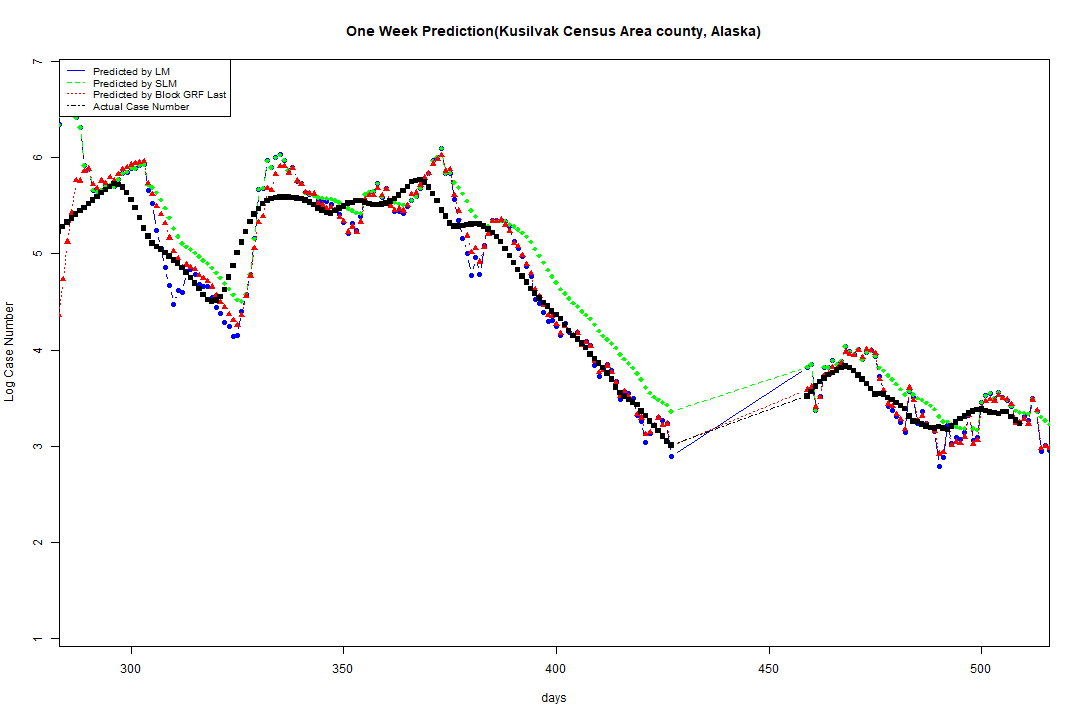 One Week Prediction(Kusilvak Census Area county, Alaska)
Predicted by LM
Predicted by SLM
Predicted by Block GRF Last
Actual Case Number
Log Case Number
7
6
5
4
3
2
1
300 350 400 450 500
days